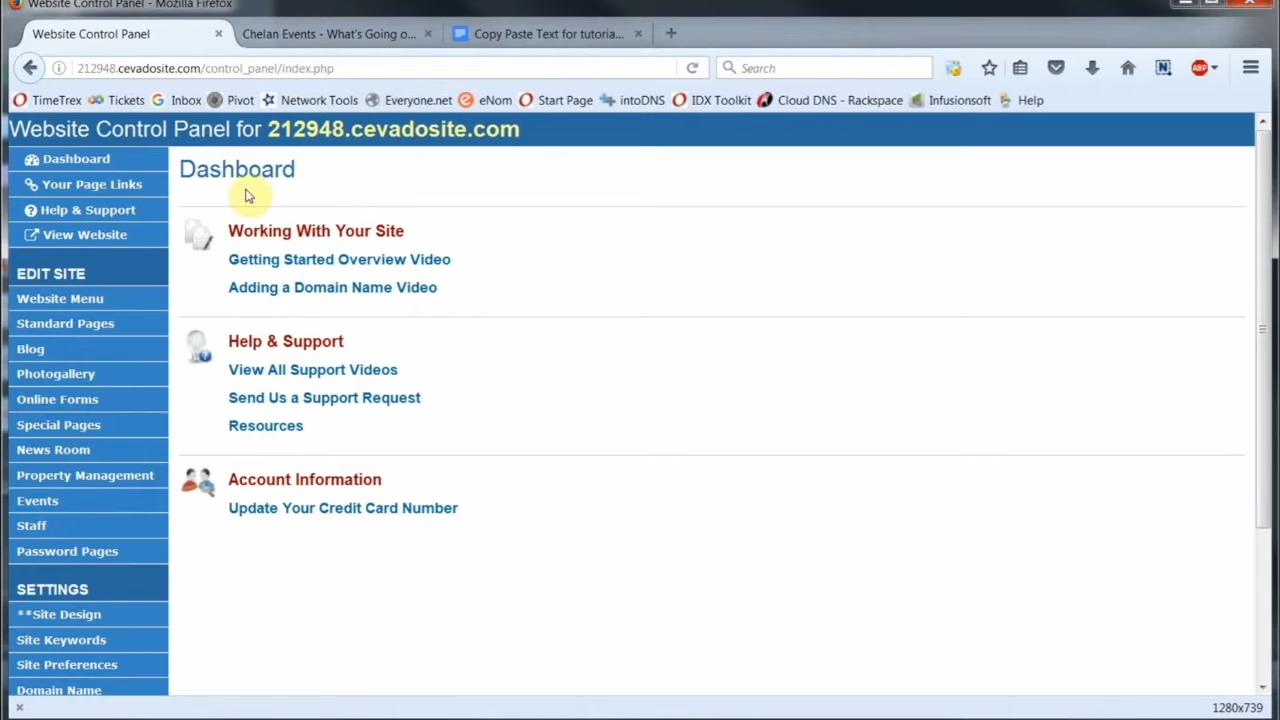 Website Control Panel - Mozilla Firefox
Website Control Panel
Chelan Events - What's Going o...
Copy Paste Text for tutoria...
212948.cevadosite.com/control_panel/index.php
Search
ABP
TimeTrex
Tickets
Inbox
Pivot
Network Tools
Everyone.net
eNom
Start Page
intoDNS
IDX Toolkit
Cloud DNS - Rackspace
Infusionsoft
Help
Website Control Panel for 212948.cevadosite.com
Dashboard
Your Page Links
Help & Support
View Website
EDIT SITE
Website Menu
Standard Pages
Blog
Photogallery
Online Forms
Special Pages
News Room
Property Management
Events
Staff
Password Pages
SETTINGS
**Site Design
Site Keywords
Site Preferences
Domain Name
Dashboard
Working With Your Site
Getting Started Overview Video
Adding a Domain Name Video
Help & Support
View All Support Videos
Send Us a Support Request
Resources
Account Information
Update Your Credit Card Number
1280x739